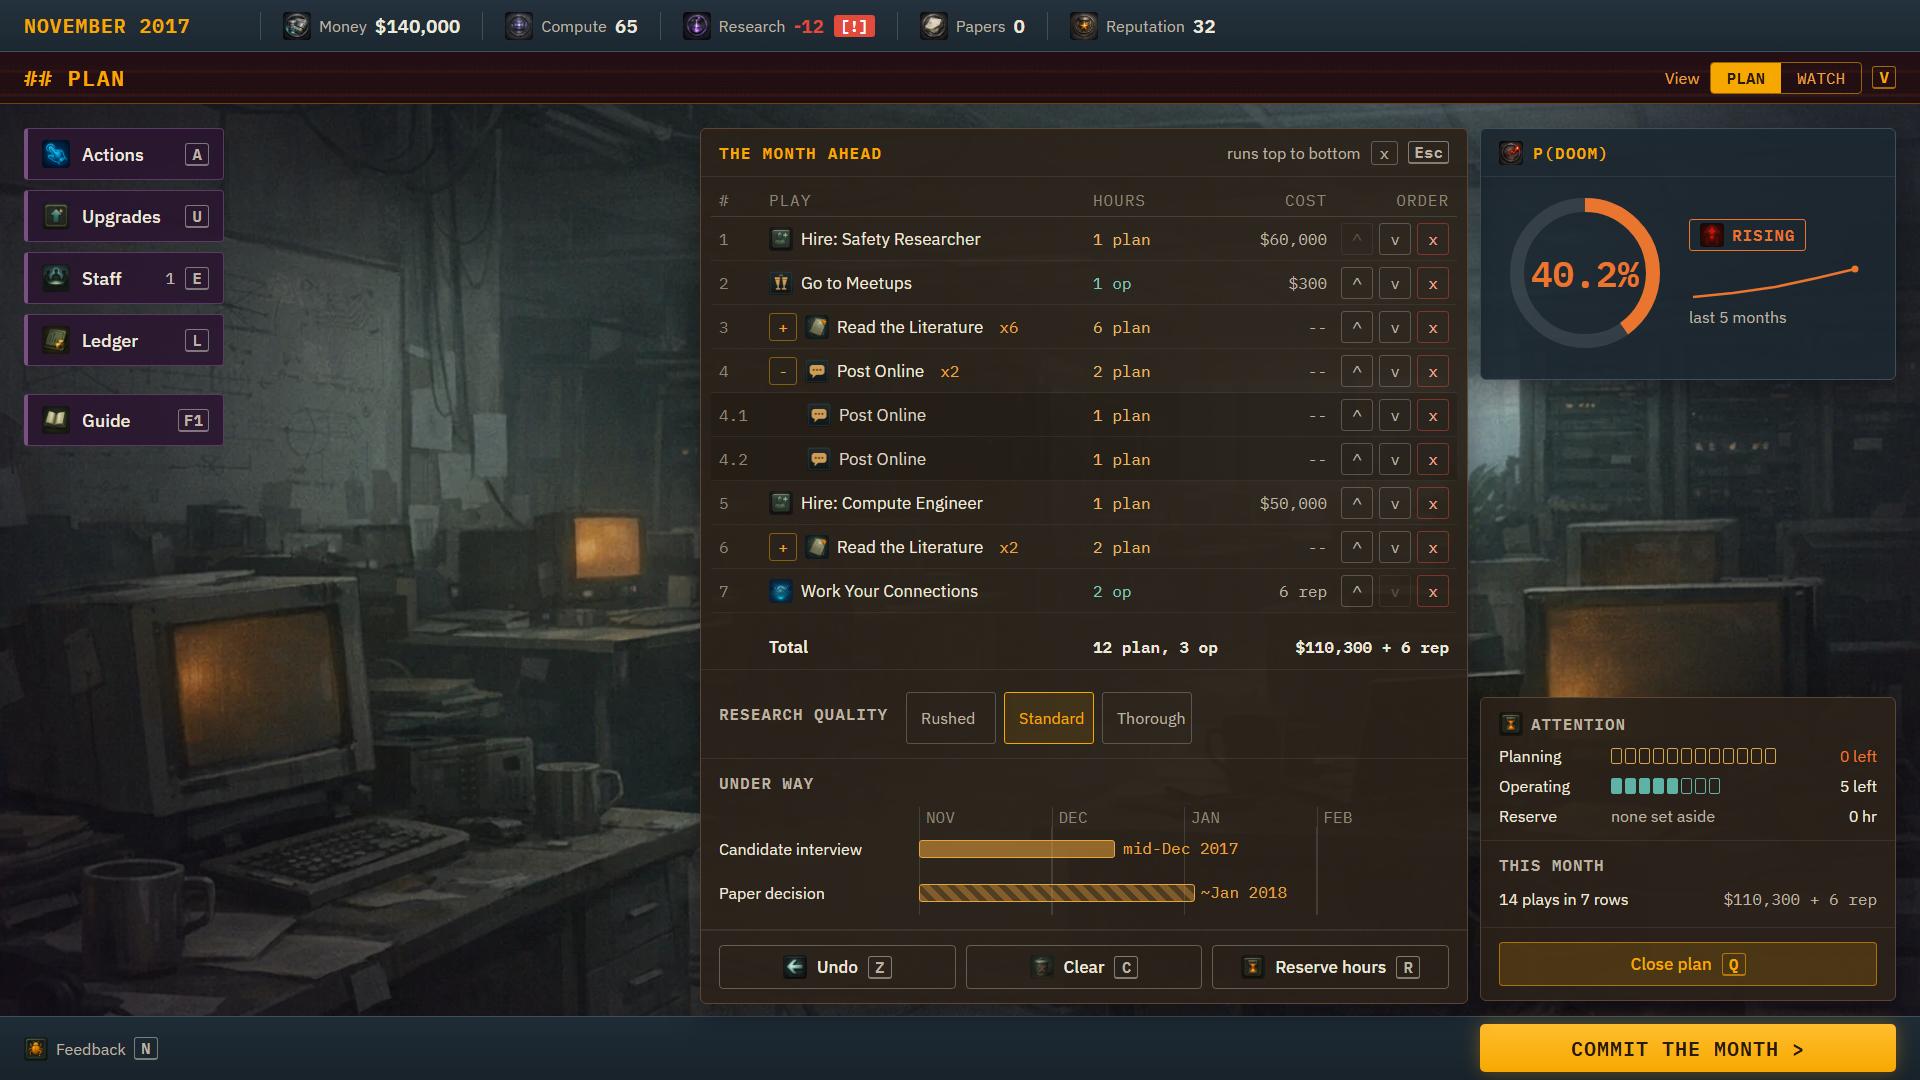 NOVEMBER 2017
Money $140,000
Compute 65
Research -12 [!]
Papers 0
Reputation 32
## PLAN
View PLAN WATCH V
Actions A
Upgrades U
Staff 1 E
Ledger L
Guide F1
THE MONTH AHEAD runs top to bottom x Esc
# PLAY HOURS COST ORDER
1 Hire: Safety Researcher 1 plan $60,000 ^ v x
2 Go to Meetups 1 op $300 ^ v x
3 + Read the Literature x6 6 plan -- ^ v x
4 - Post Online x2 2 plan -- ^ v x
4.1 Post Online 1 plan -- ^ v x
4.2 Post Online 1 plan -- ^ v x
5 Hire: Compute Engineer 1 plan $50,000 ^ v x
6 + Read the Literature x2 2 plan -- ^ v x
7 Work Your Connections 2 op 6 rep ^ v x
Total 12 plan, 3 op $110,300 + 6 rep
RESEARCH QUALITY Rushed Standard Thorough
UNDER WAY
NOV DEC JAN FEB
Candidate interview mid-Dec 2017
Paper decision ~Jan 2018
Undo Z Clear C Reserve hours R
P(DOOM)
40.2%
RISING
last 5 months
ATTENTION
Planning 0 left
Operating 5 left
Reserve none set aside 0 hr
THIS MONTH
14 plays in 7 rows $110,300 + 6 rep
Close plan Q
Feedback N
COMMIT THE MONTH >